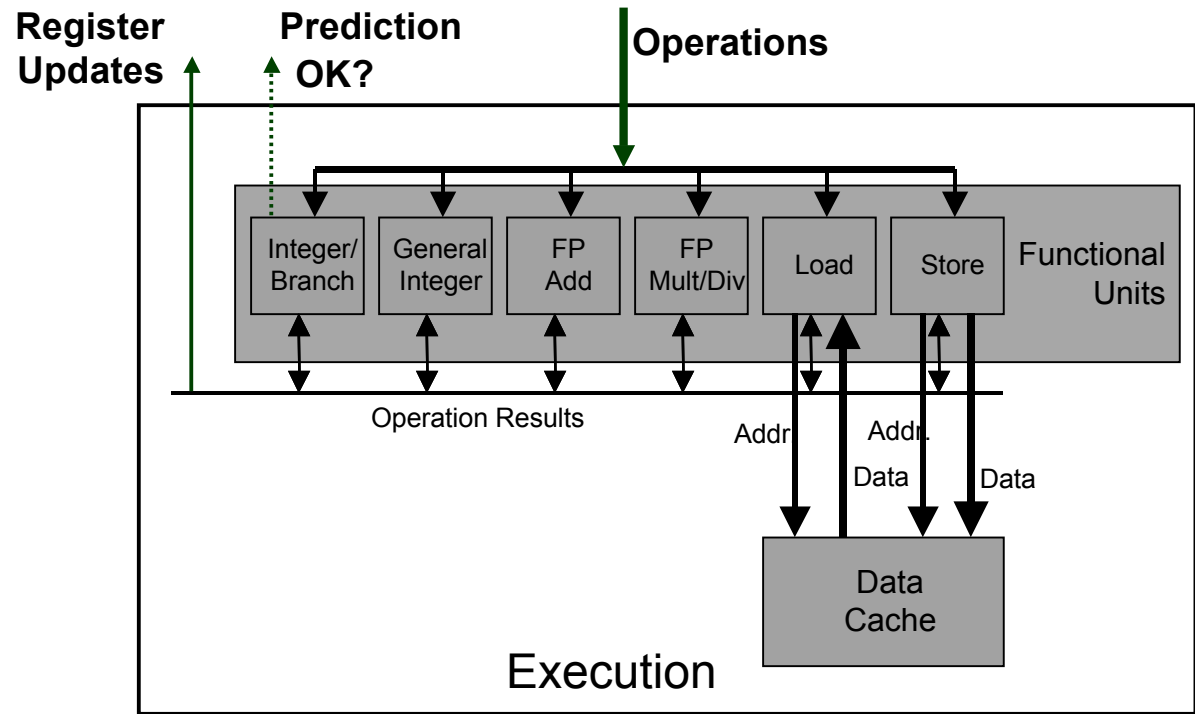 Register
Updates
Prediction
OK?
Operations
Integer/
Branch
General
Integer
FP
Add
FP
Mult/Div
Load
Store
Functional
Units
Operation Results
Addr
Addr.
Data
Data
Data
Cache
Execution